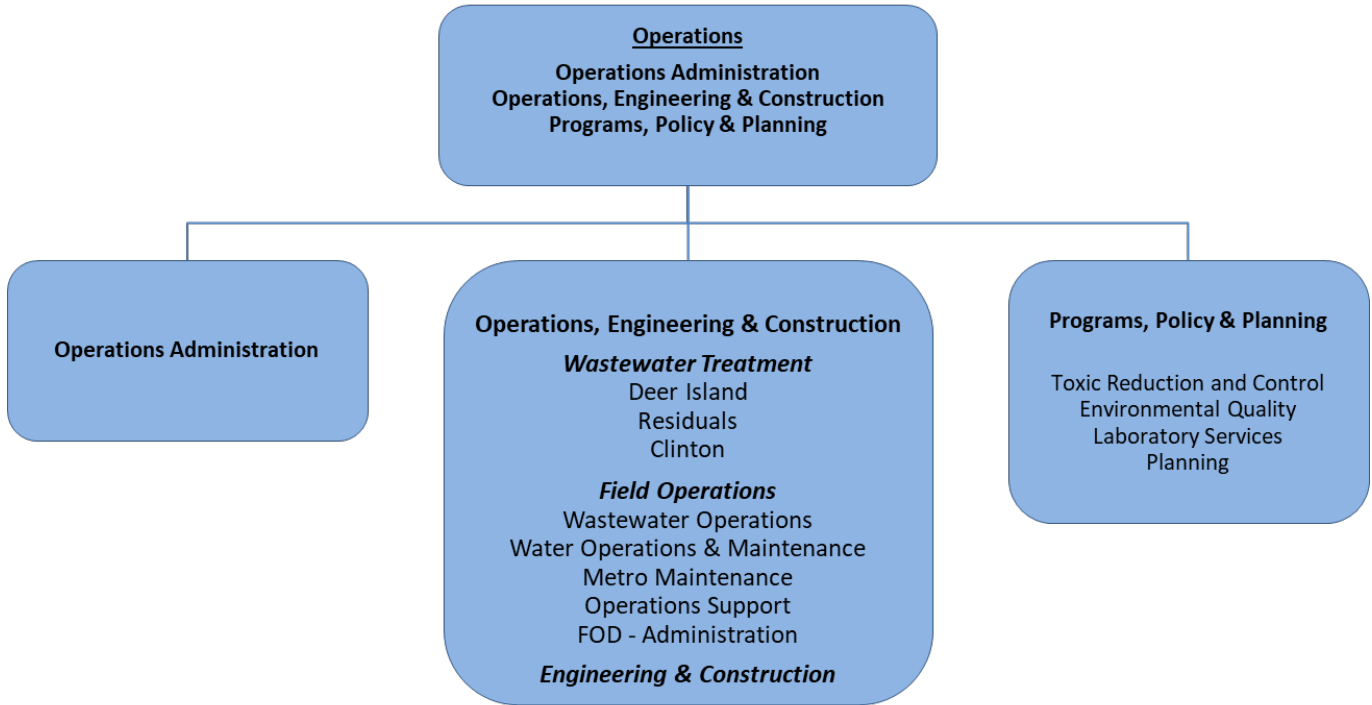 Operations
Operations Administration
Operations, Engineering & Construction
Programs, Policy & Planning
Operations Administration
Operations, Engineering & Construction
Wastewater Treatment
Deer Island
Residuals
Clinton
Field Operations
Wastewater Operations
Water Operations & Maintenance
Metro Maintenance
Operations Support
FOD - Administration
Engineering & Construction
Programs, Policy & Planning
Toxic Reduction and Control
Environmental Quality
Laboratory Services
Planning